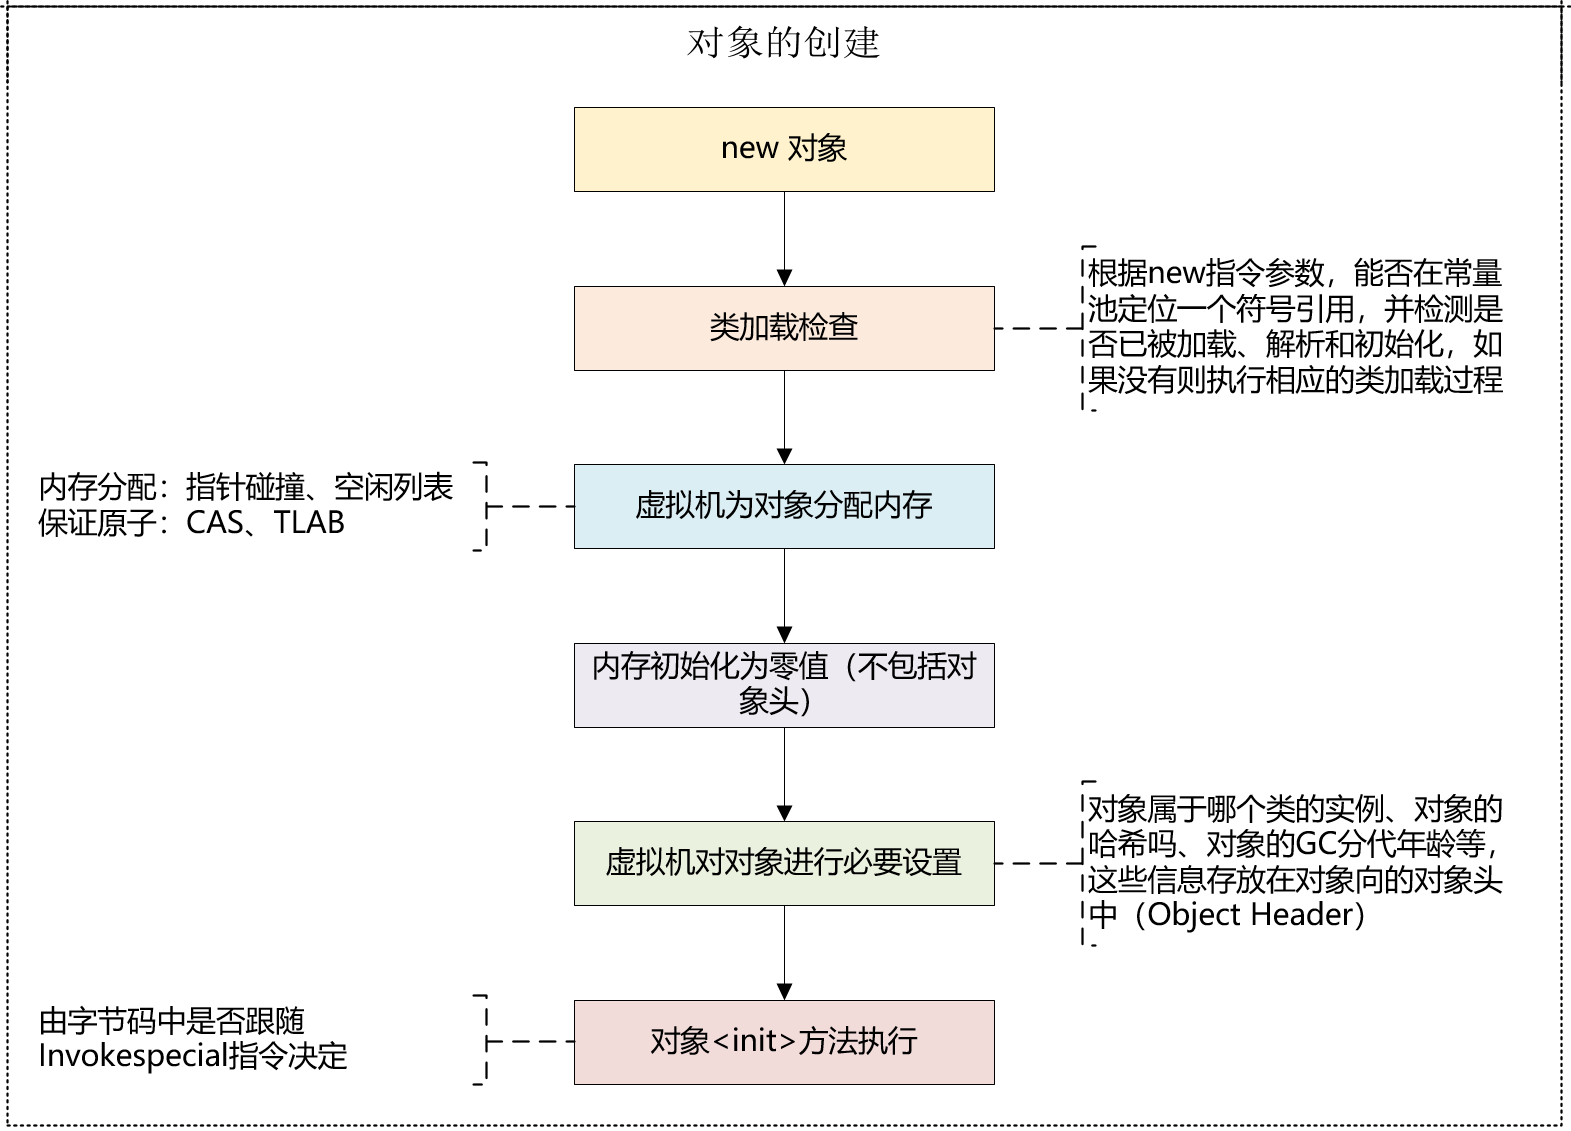 对象的创建
new 对象
类加载检查
根据new指令参数，能否在常量
池定位一个符号引用，并检测是
否已被加载、解析和初始化，如
果没有则执行相应的类加载过程
内存分配：指针碰撞、空闲列表
保证原子：CAS、TLAB
虚拟机为对象分配内存
内存初始化为零值（不包括对
象头）
虚拟机对对象进行必要设置
对象属于哪个类的实例、对象的
哈希吗、对象的GC分代年龄等，
这些信息存放在对象向的对象头
中（Object Header）
由字节码中是否跟随
Invokespecial指令决定
对象<init>方法执行